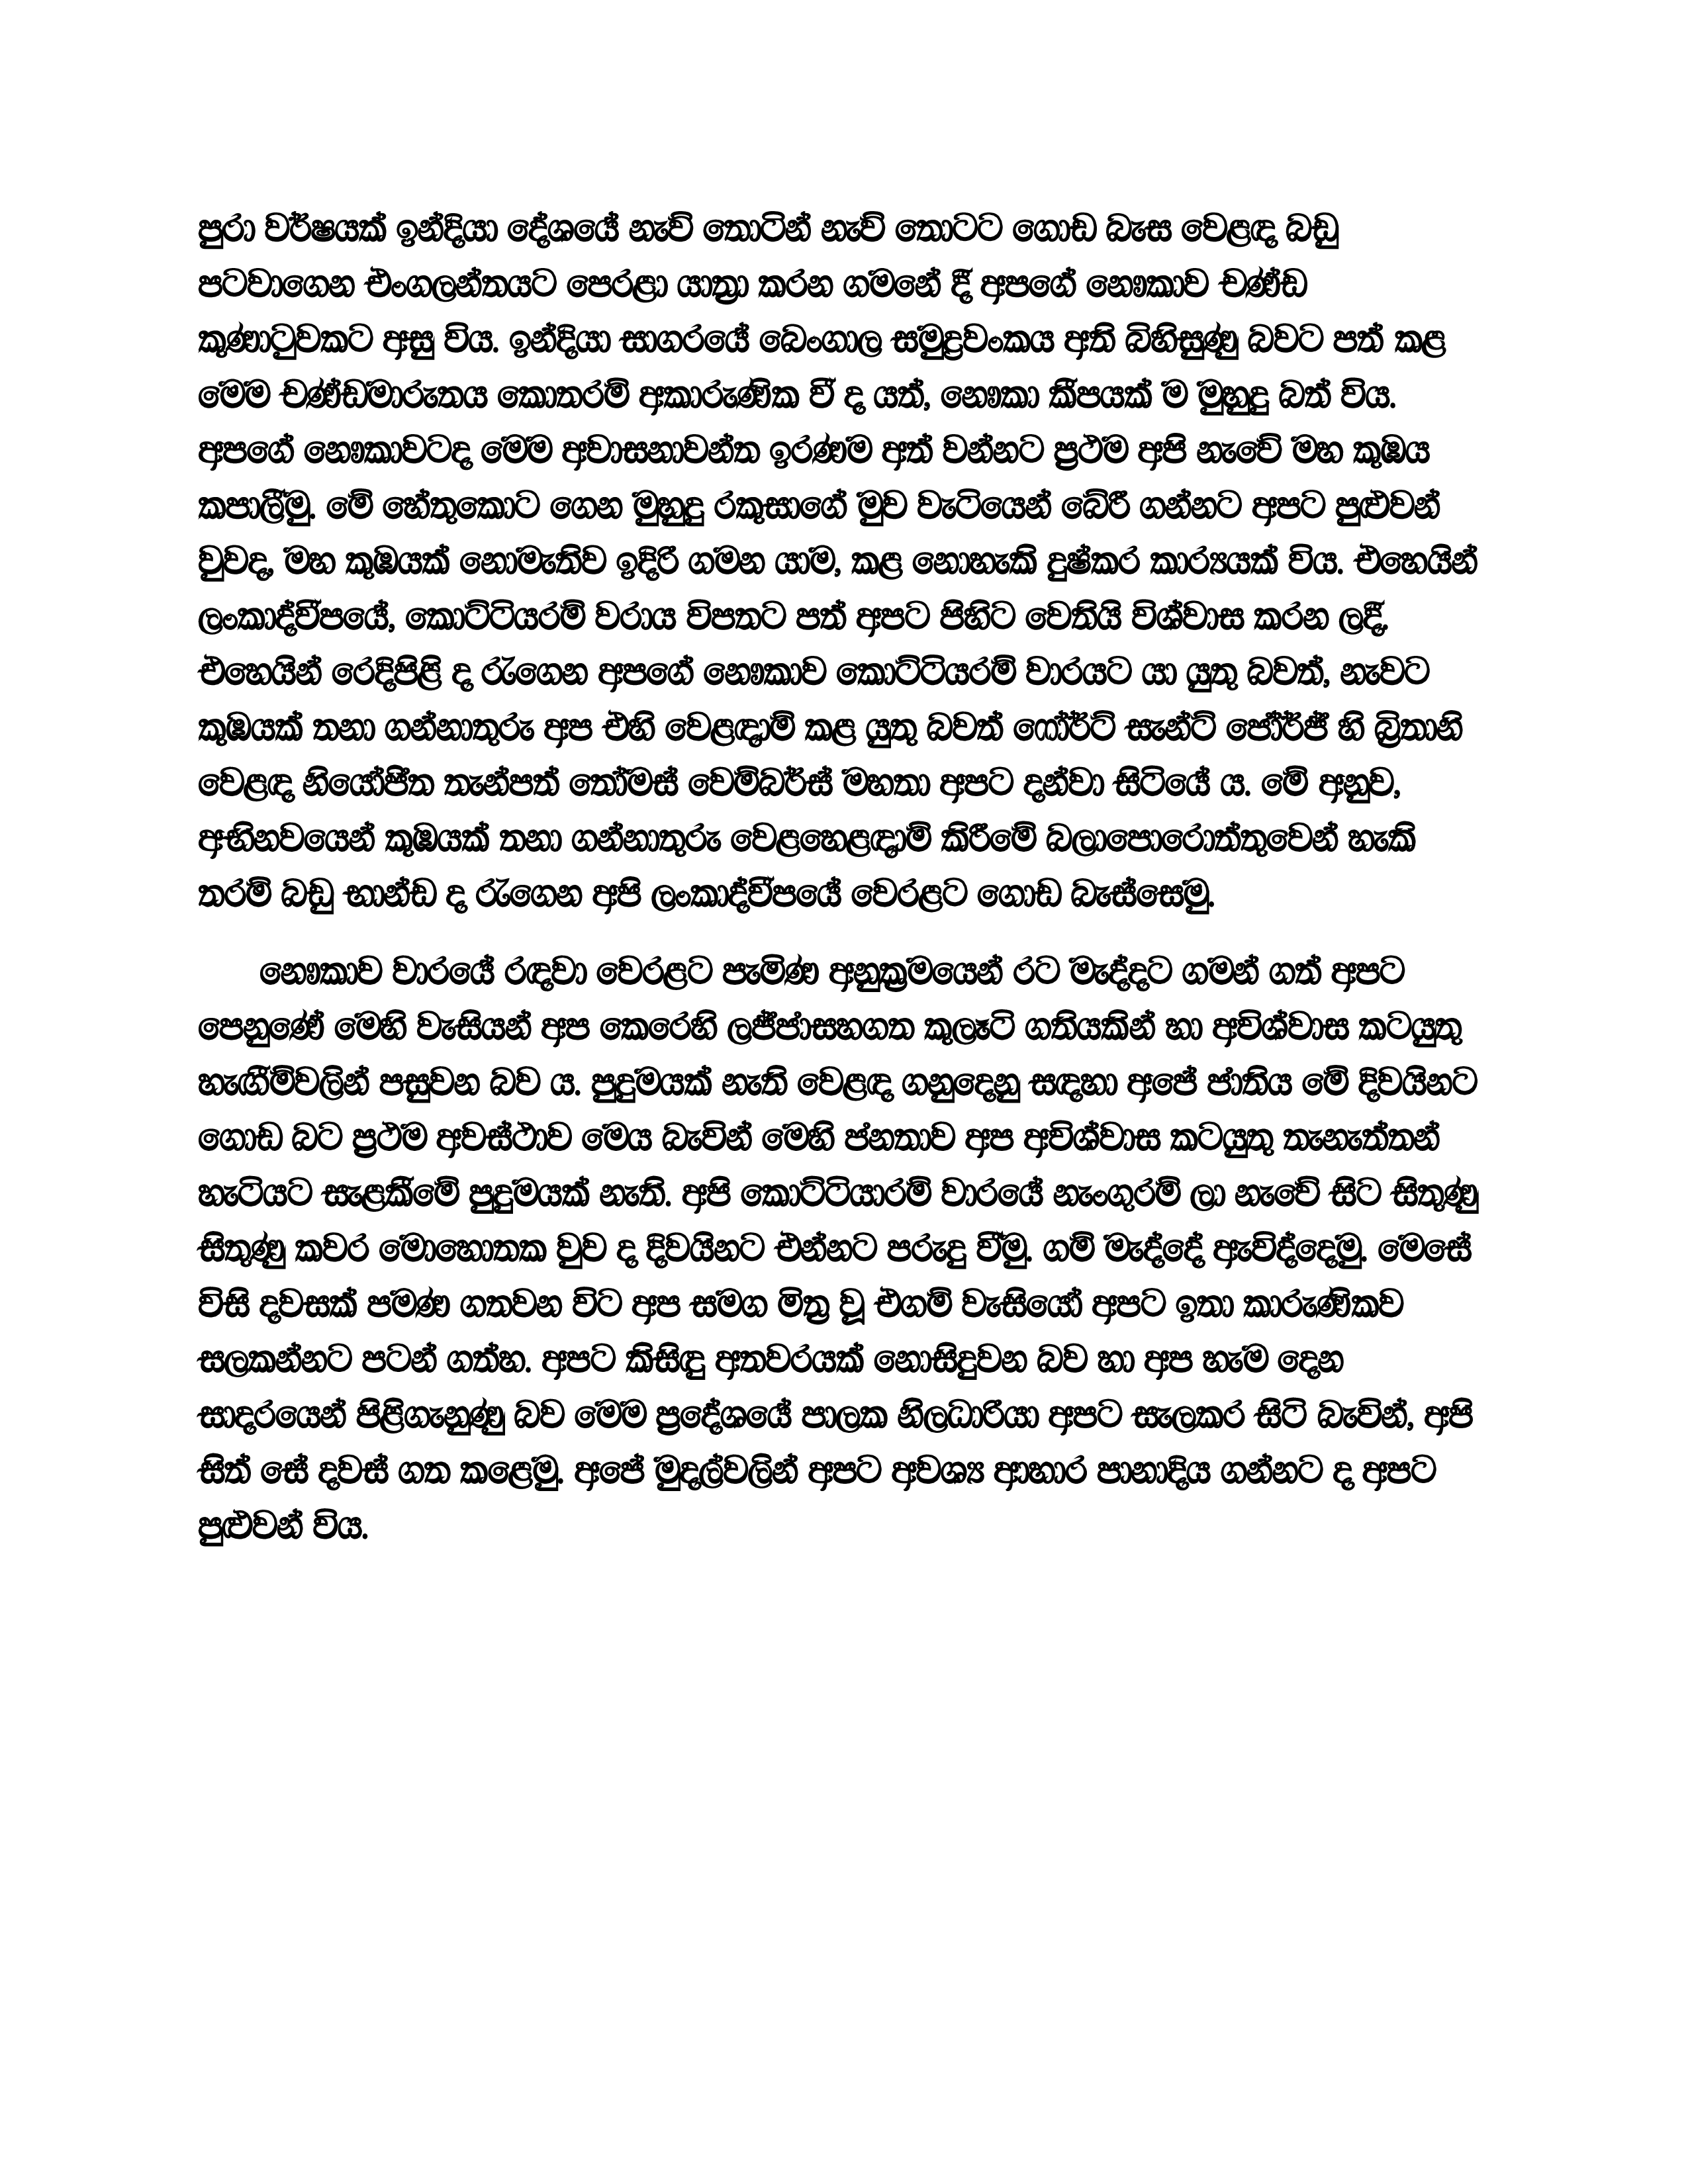 පුරා වර්ෂයක් ඉන්දියා දේශයේ නැව් තොටින් නැව් තොටට ගොඩ බැස වෙළඳ බඩු
පටවාගෙන එංගලන්තයට පෙරළා යාත්‍රා කරන ගමනේ දී අපගේ නෞකාව චණ්ඩ
කුණාටුවකට අසු විය. ඉන්දියා සාගරයේ බෙංගාල සමුද්‍රවංකය අති බිහිසුණු බවට පත් කළ
මෙම චණ්ඩමාරුතය කොතරම් අකාරුණික වී ද යත්, නෞකා කීපයක් ම මුහුදු බත් විය.
අපගේ නෞකාවටද මෙම අවාසනාවන්ත ඉරණම අත් වන්නට ප්‍රථම අපි නැවේ මහ කුඹය
කපාලීමු. මේ හේතුකොට ගෙන මුහුදු රකුසාගේ මුව වැටියෙන් බේරී ගන්නට අපට පුළුවන්
වුවද, මහ කුඹයක් නොමැතිව ඉදිරි ගමන යාම, කළ නොහැකි දුෂ්කර කාර්‍යයක් විය. එහෙයින්
ලංකාද්වීපයේ, කොට්ටියරම් වරාය විපතට පත් අපට පිහිට වෙතියි විශ්වාස කරන ලදී.
එහෙයින් රෙදිපිළි ද රැගෙන අපගේ නෞකාව කොට්ටියරම් වාරයට යා යුතු බවත්, නැවට
කුඹයක් තනා ගන්නාතුරු අප එහි වෙළඳාම් කළ යුතු බවත් ෆෝර්ට් සැන්ට් ජෝර්ජ් හි බ්‍රිතානි
වෙළඳ නියෝජිත තැන්පත් තෝමස් වෙම්බර්ස් මහතා අපට දන්වා සිටියේ ය. මේ අනුව,
අභිනවයෙන් කුඹයක් තනා ගන්නාතුරු වෙළහෙළඳාම් කිරීමේ බලාපොරොත්තුවෙන් හැකි
තරම් බඩු භාන්ඩ ද රැගෙන අපි ලංකාද්වීපයේ වෙරළට ගොඩ බැස්සෙමු.
නෞකාව වාරයේ රඳවා වෙරළට පැමිණ අනුක්‍රමයෙන් රට මැද්දට ගමන් ගත් අපට
පෙනුණේ මෙහි වැසියන් අප කෙරෙහි ලජ්ජාසහගත කුලෑටි ගතියකින් හා අවිශ්වාස කටයුතු
හැඟීම්වලින් පසුවන බව ය. පුදුමයක් නැති වෙළඳ ගනුදෙනු සඳහා අපේ ජාතිය මේ දිවයිනට
ගොඩ බට ප්‍රථම අවස්ථාව මෙය බැවින් මෙහි ජනතාව අප අවිශ්වාස කටයුතු තැනැත්තන්
හැටියට සැළකීමේ පුදුමයක් නැති. අපි කොට්ටියාරම් වාරයේ නැංගුරම් ලා නැවේ සිට සිතුණු
සිතුණු කවර මොහොතක වුව ද දිවයිනට එන්නට පරුදු වීමු. ගම් මැද්දේ ඇවිද්දෙමු. මෙසේ
විසි දවසක් පමණ ගතවන විට අප සමග මිත්‍ර වූ එගම් වැසියෝ අපට ඉතා කාරුණිකව
සලකන්නට පටන් ගත්හ. අපට කිසිඳු අතවරයක් නොසිදුවන බව හා අප හැම දෙන
සාදරයෙන් පිළිගැනුණු බව මෙම ප්‍රදේශයේ පාලක නිලධාරියා අපට සැලකර සිටි බැවින්, අපි
සිත් සේ දවස් ගත කළෙමු. අපේ මුදල්වලින් අපට අවශ්‍ය ආහාර පානාදිය ගන්නට ද අපට
පුළුවන් විය.